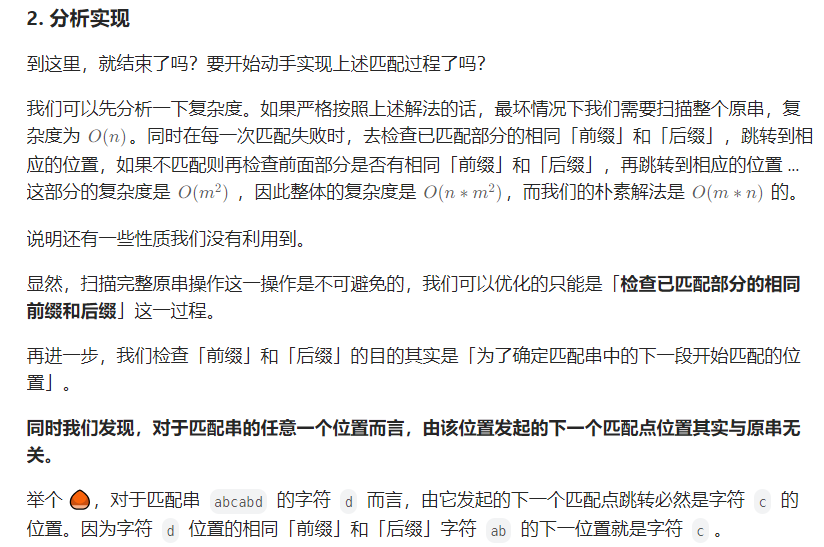 2. 分析实现
到这里，就结束了吗？要开始动手实现上述匹配过程了吗？
我们可以先分析一下复杂度。如果严格按照上述解法的话，最坏情况下我们需要扫描整个原串，复
杂度为 O(n)。同时在每一次匹配失败时，去检查已匹配部分的相同「前缀」和「后缀」，跳转到相
应的位置，如果不匹配则再检查前面部分是否有相同「前缀」和「后缀」，再跳转到相应的位置 ...
这部分的复杂度是 O(m²) ，因此整体的复杂度是 O(n * m²)，而我们的朴素解法是 O(m * n) 的。
说明还有一些性质我们没有利用到。
显然，扫描完整原串操作这一操作是不可避免的，我们可以优化的只能是「检查已匹配部分的相同
前缀和后缀」这一过程。
再进一步，我们检查「前缀」和「后缀」的目的其实是「为了确定匹配串中的下一段开始匹配的位
置」。
同时我们发现，对于匹配串的任意一个位置而言，由该位置发起的下一个匹配点位置其实与原串无
关。
举个 🌰，对于匹配串 abcabd 的字符 d 而言，由它发起的下一个匹配点跳转必然是字符 c 的
位置。因为字符 d 位置的相同「前缀」和「后缀」字符 ab 的下一位置就是字符 c 。